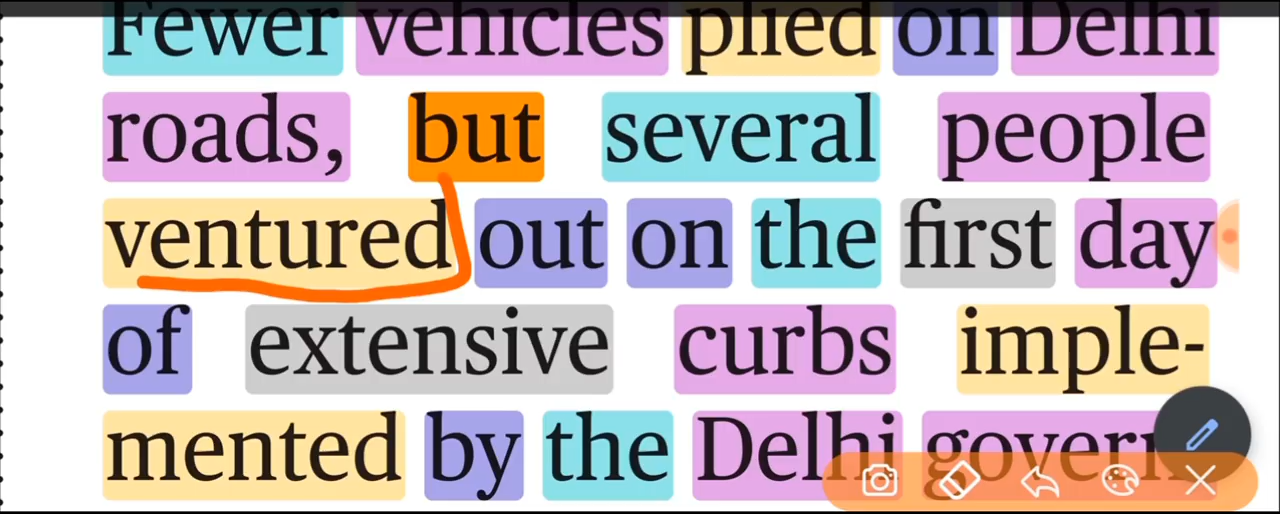 Fewer vehicles plied on Delhi
roads, but several people
ventured out on the first day
of extensive curbs imple-
mented by the Delhi govern-